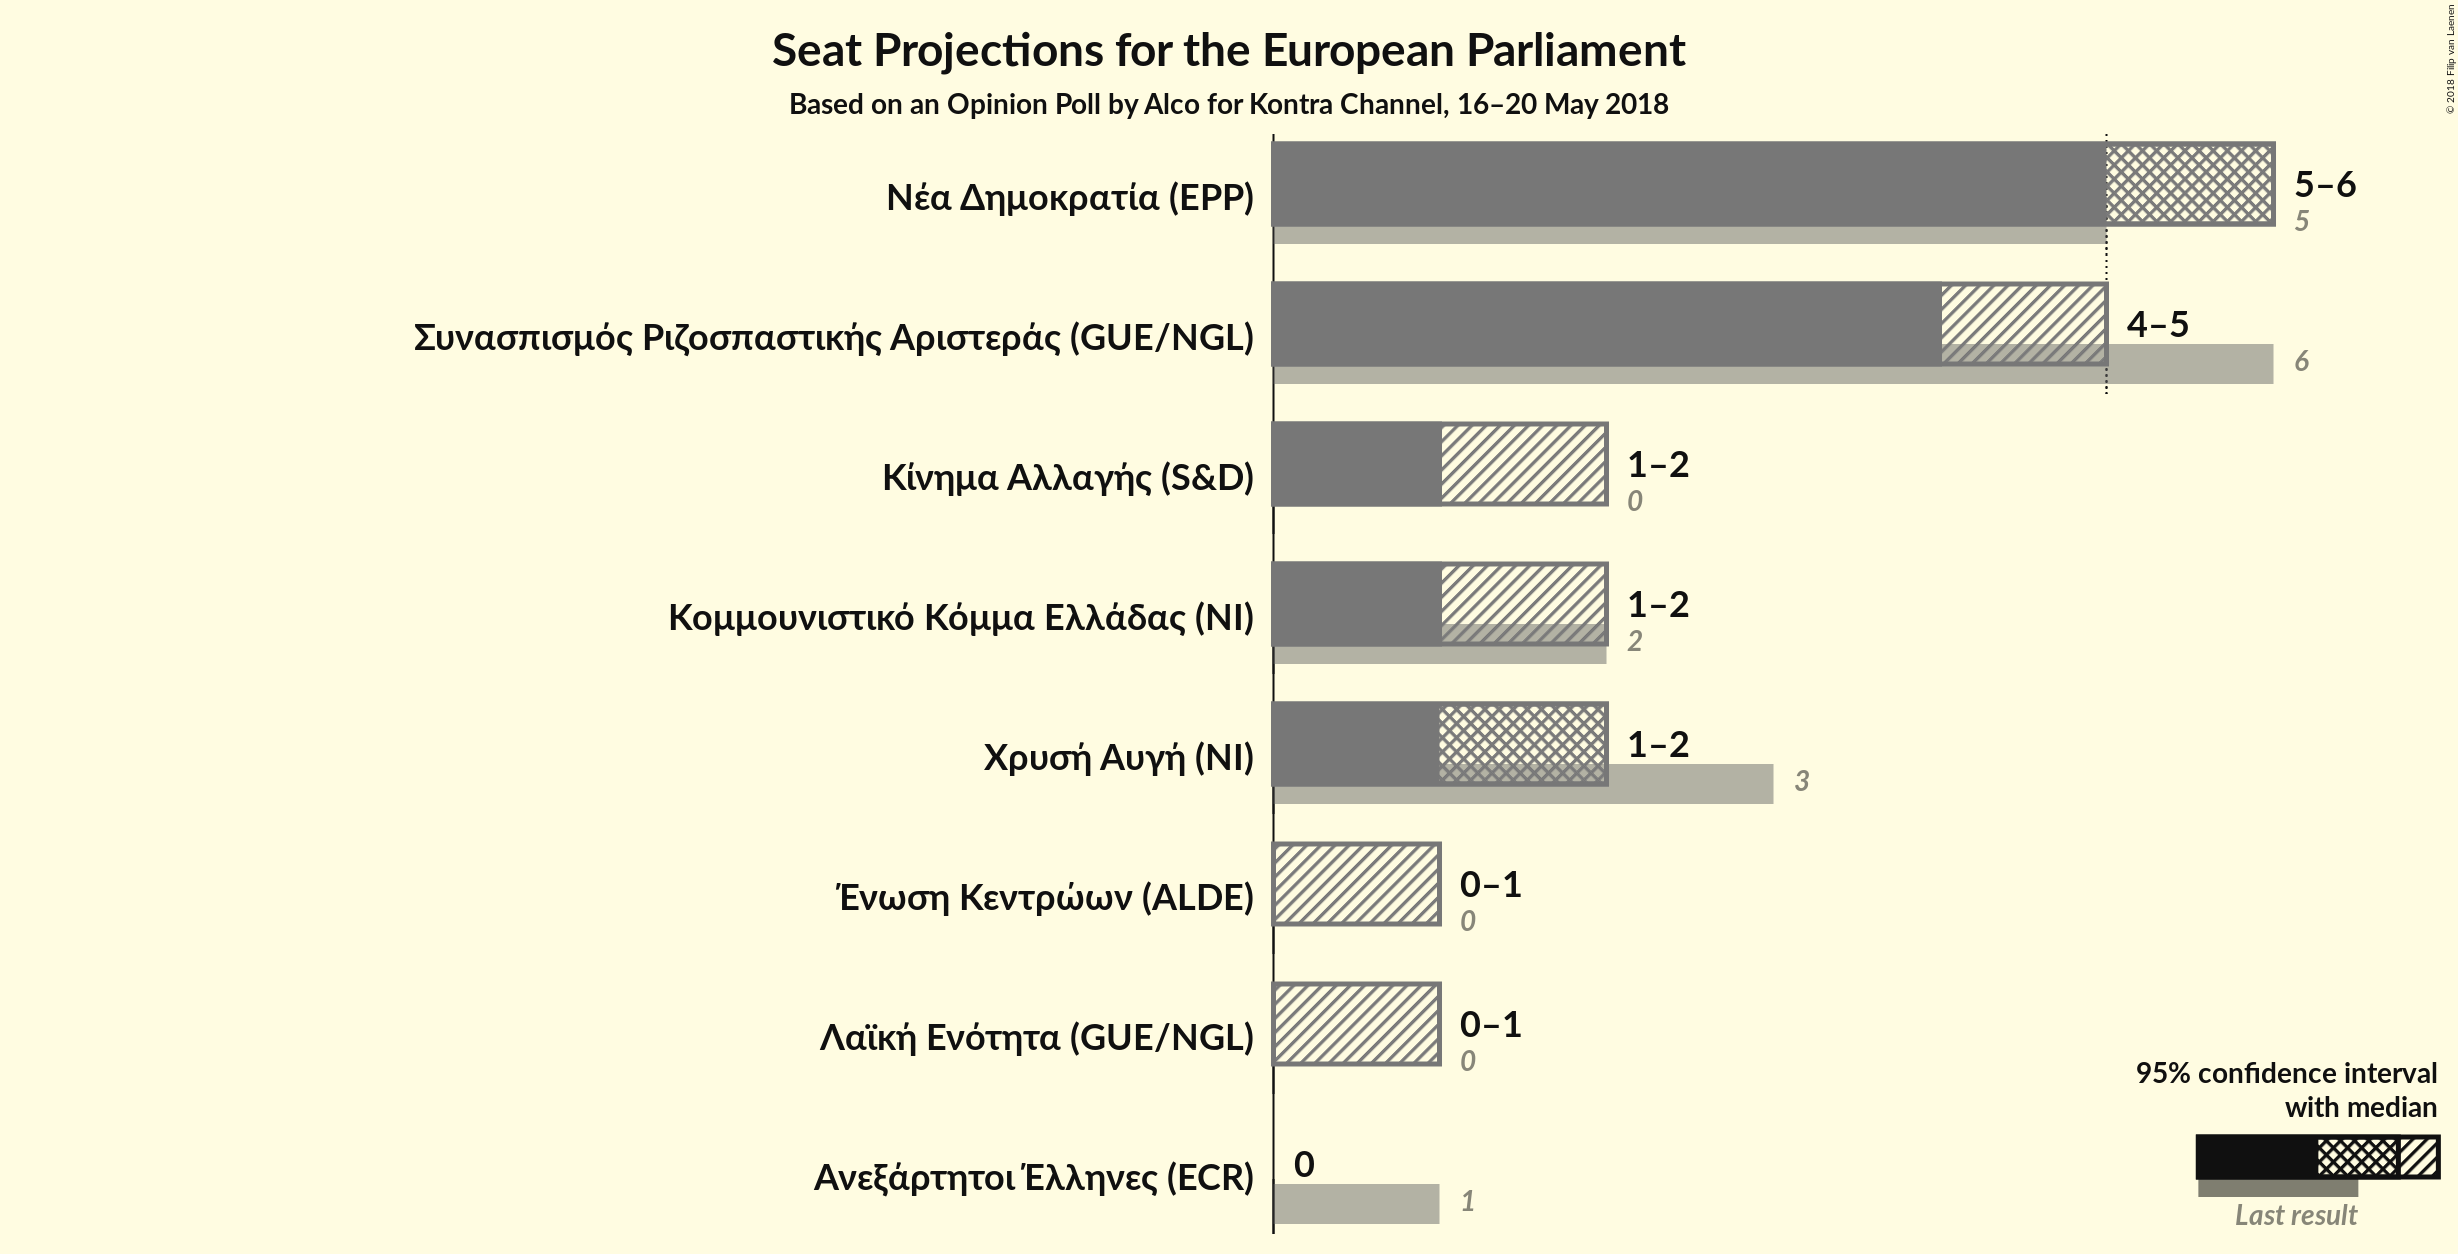 Seat Projections for the European Parliament
Based on an Opinion Poll by Alco for Kontra Channel, 16–20 May 2018
© 2018 Filip van Laenen
Νέα Δημοκρατία (EPP)
5–6
5
Συνασπισμός Ριζοσπαστικής Αριστεράς (GUE/NGL)
4–5
6
Κίνημα Αλλαγής (S&D)
1–2
0
Κομμουνιστικό Κόμμα Ελλάδας (NI)
1–2
2
Χρυσή Αυγή (NI)
1–2
3
Ένωση Κεντρώων (ALDE)
0–1
0
Λαϊκή Ενότητα (GUE/NGL)
0–1
0
Ανεξάρτητοι Έλληνες (ECR)
0
1
95% confidence interval
with median
Last result